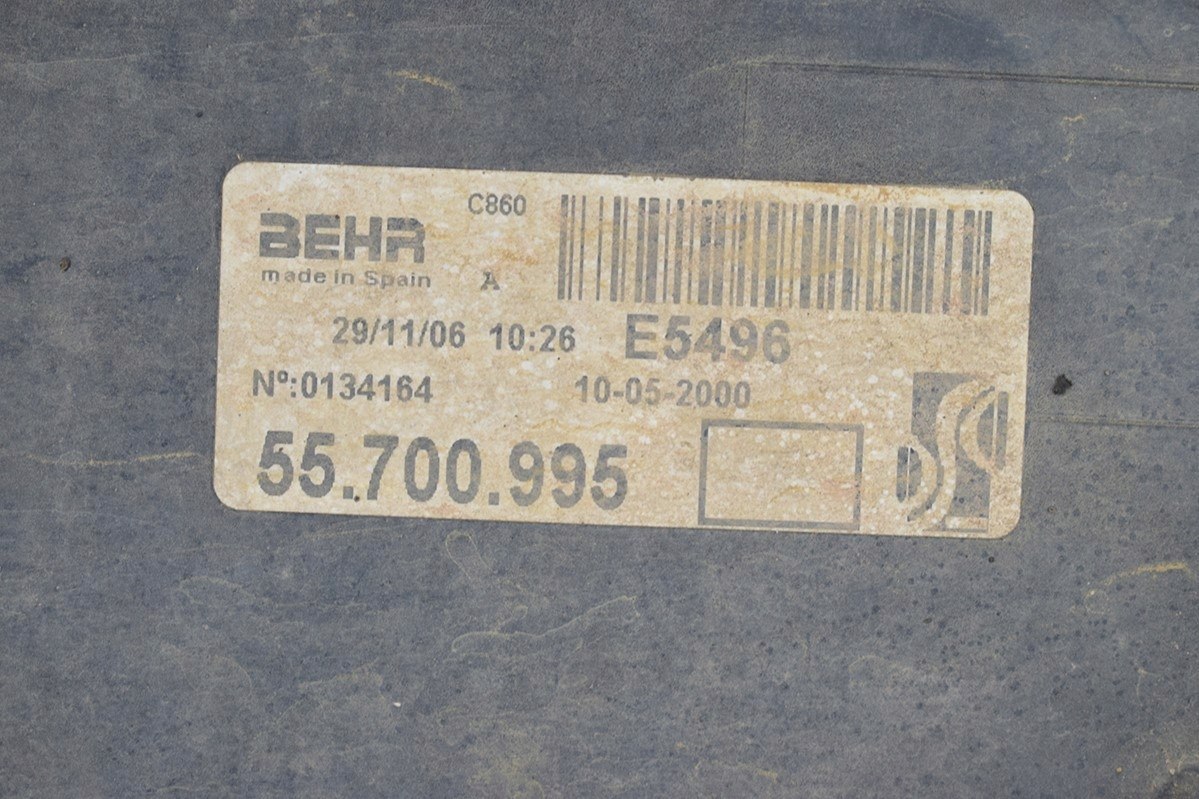 C860
BEHR
made in Spain A
29/11/06 10:26 E5496
Nº:0134164 10-05-2000
55.700.995